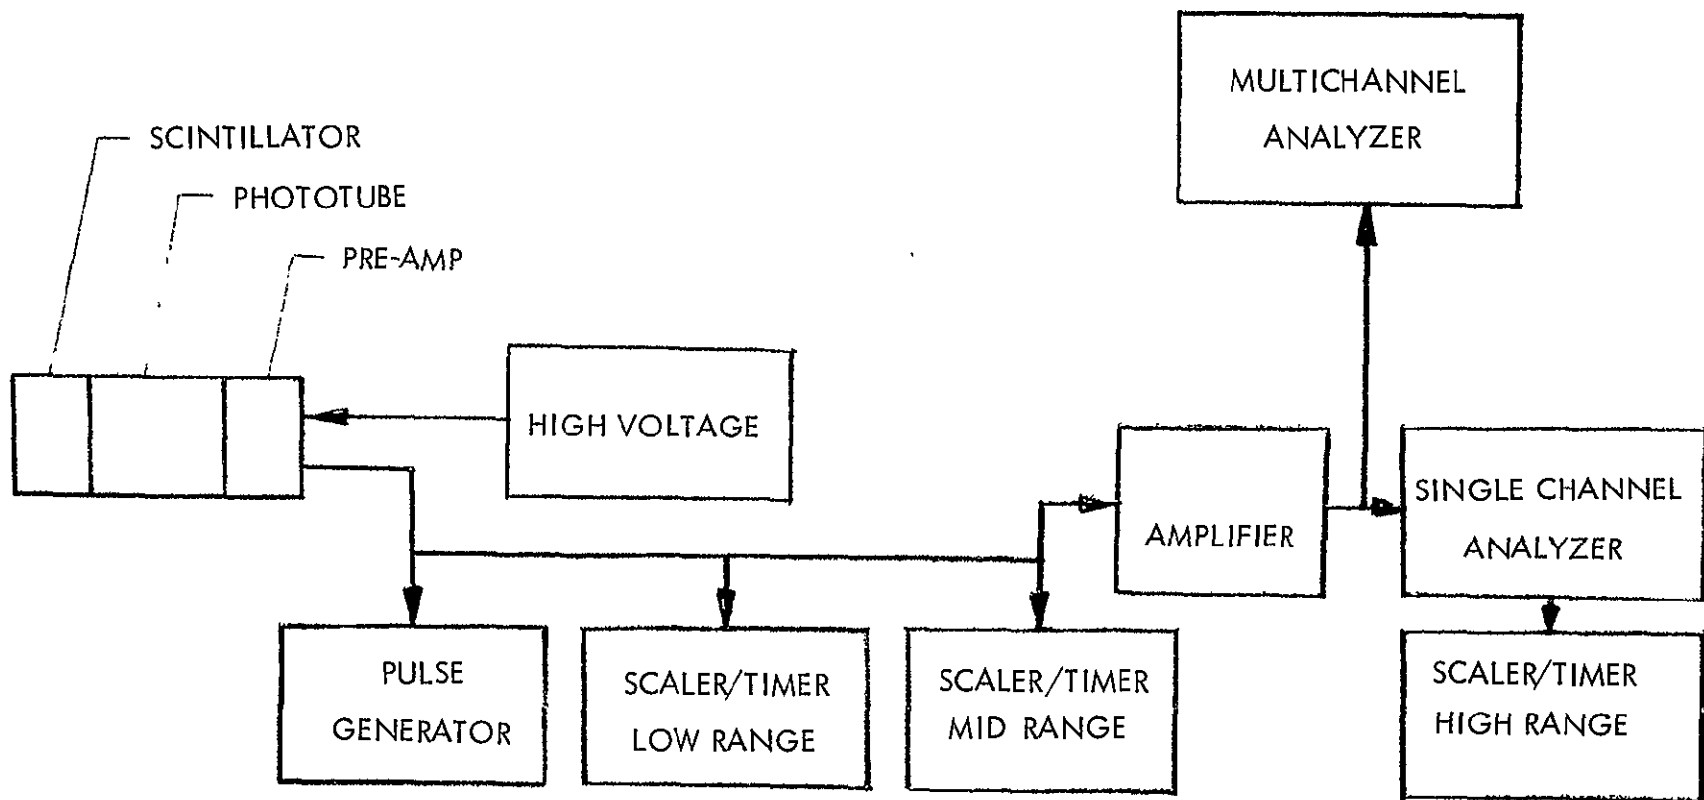 MULTICHANNEL
ANALYZER
SCINTILLATOR
PHOTOTUBE
PRE-AMP
HIGH VOLTAGE
AMPLIFIER
SINGLE CHANNEL
ANALYZER
PULSE
GENERATOR
SCALER/TIMER
LOW RANGE
SCALER/TIMER
MID RANGE
SCALER/TIMER
HIGH RANGE